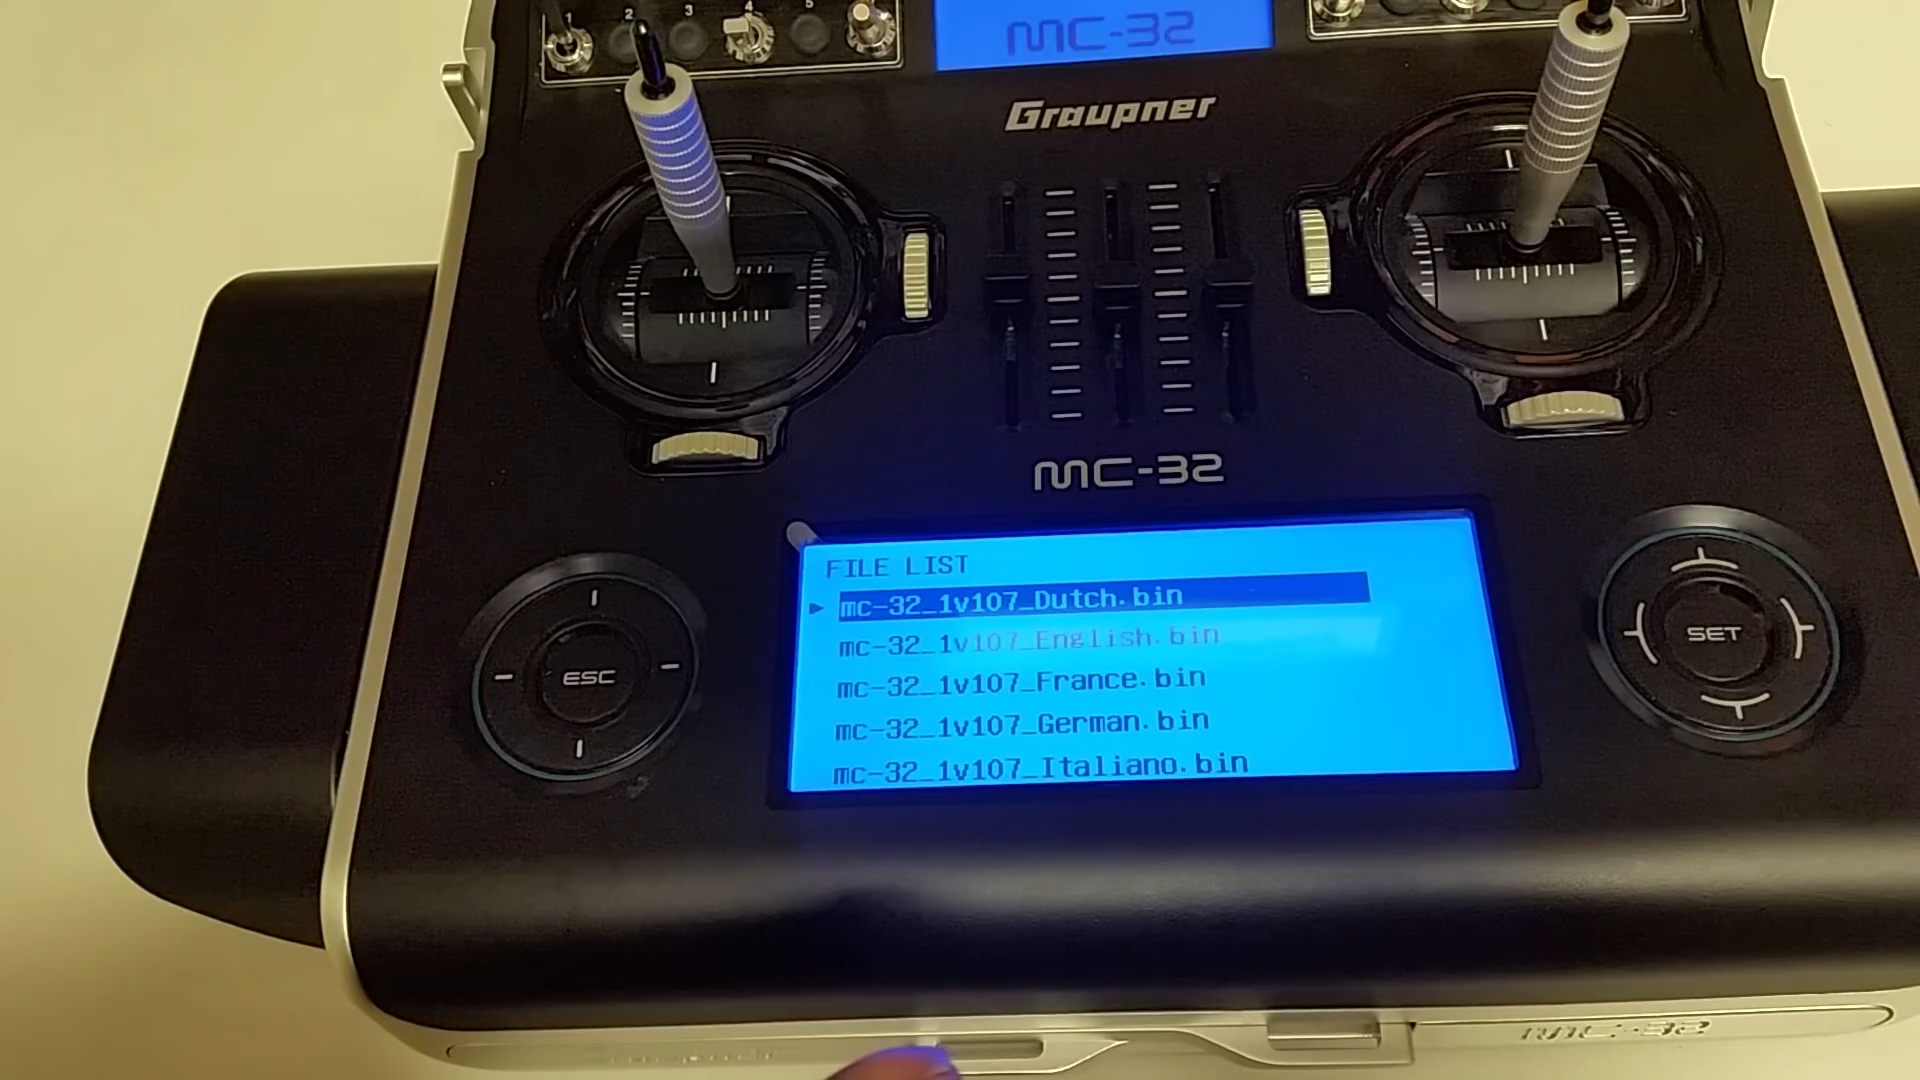 1 2 3 4 5
MC-32
Graupner
MC-32
FILE LIST
mc-32_1v107_Dutch.bin
mc-32_1v107_English.bin
mc-32_1v107_France.bin
mc-32_1v107_German.bin
mc-32_1v107_Italiano.bin
ESC
SET
MC-32